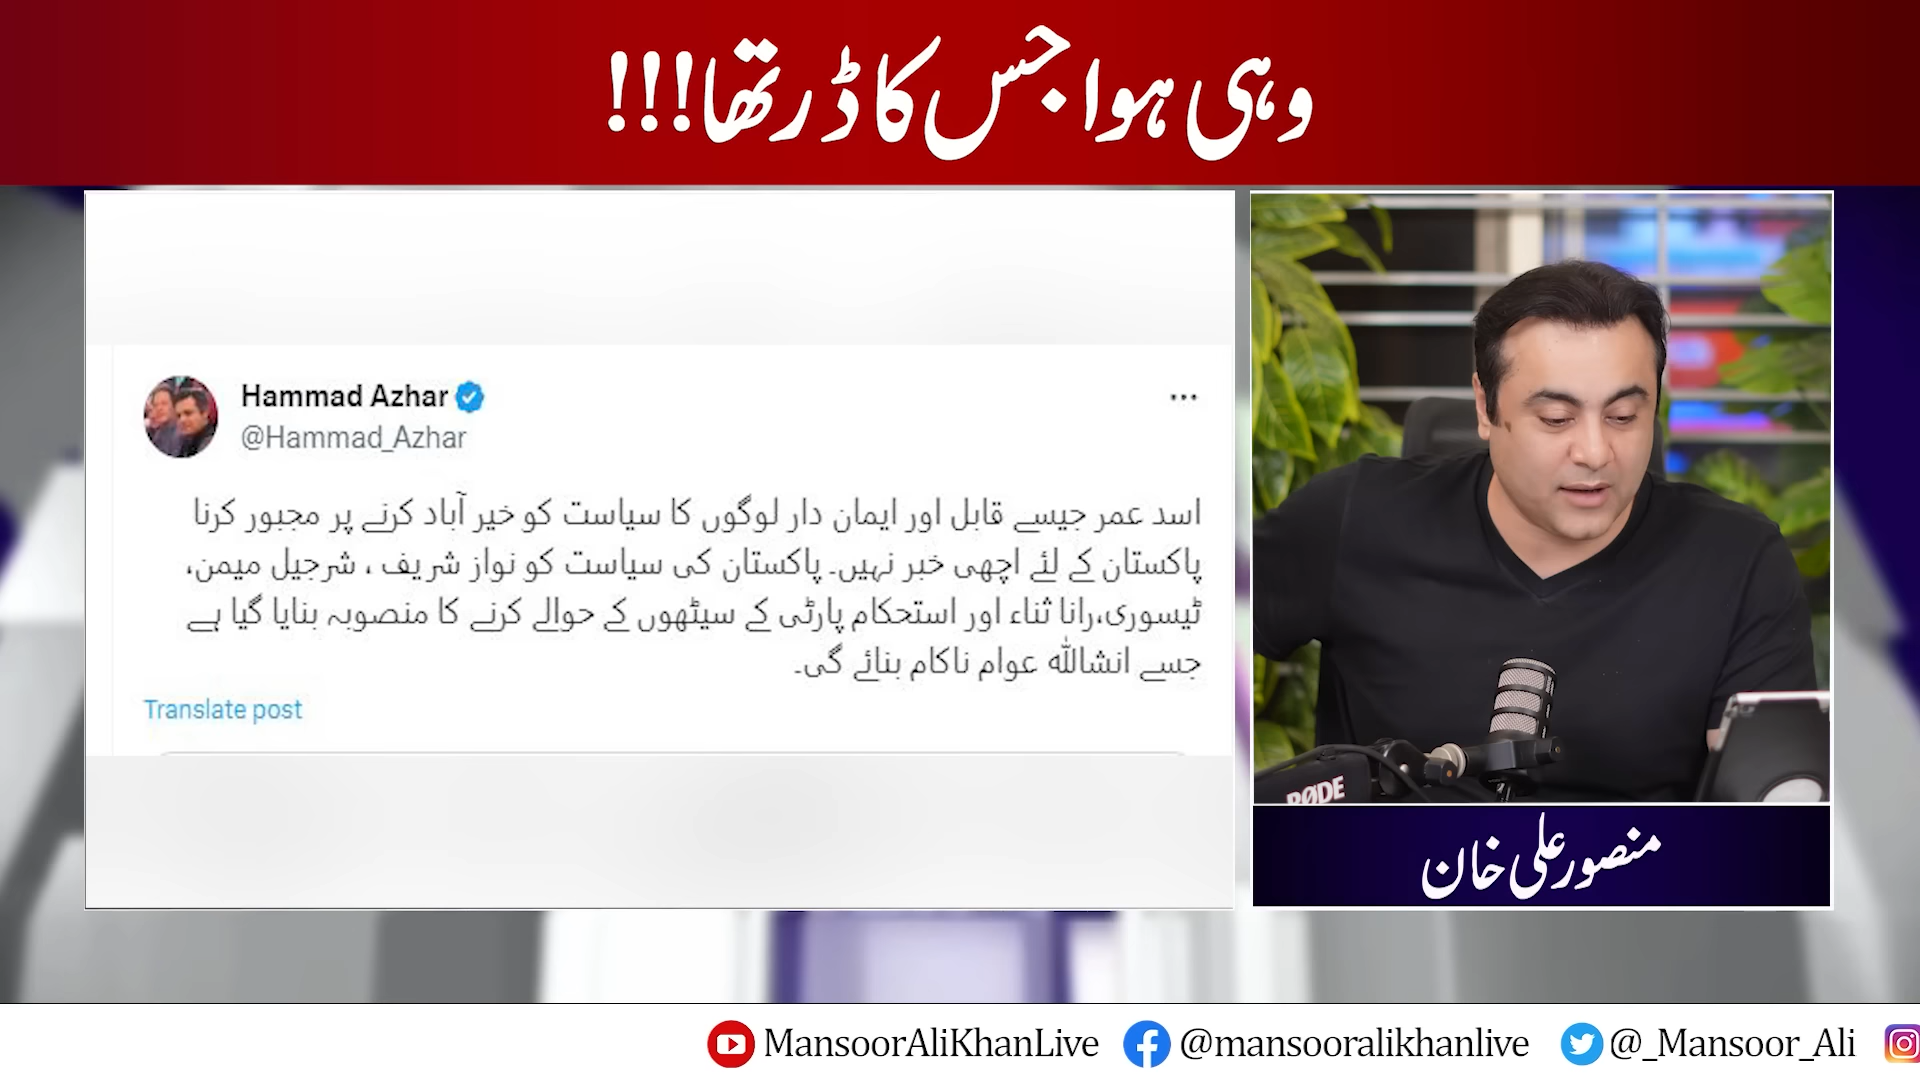 وہی ہوا جس کا ڈر تھا!!!
Hammad Azhar
@Hammad_Azhar
اسد عمر جیسے قابل اور ایمان دار لوگوں کا سیاست کو خیر آباد کرنے پر مجبور کرنا
پاکستان کے لئے اچھی خبر نہیں۔ پاکستان کی سیاست کو نواز شریف ، شرجیل میمن،
ٹیسوری،رانا ثناء اور استحکام پارٹی کے سیٹھوں کے حوالے کرنے کا منصوبہ بنایا گیا ہے
جسے انشاللہ عوام ناکام بنائے گی۔
Translate post
RØDE
منصور علی خان
MansoorAliKhanLive @mansooralikhanlive @_Mansoor_Ali